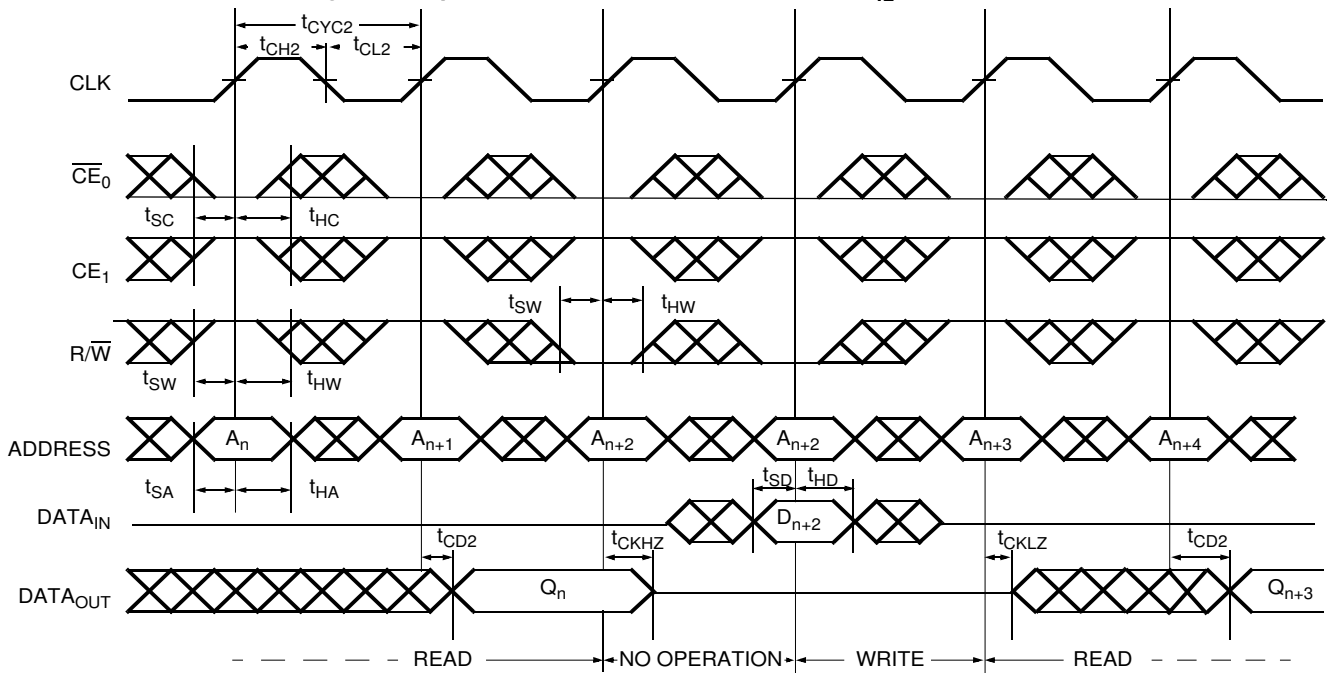 tCYC2
tCH2 tCL2
CLK
CE0
tSC tHC
CE1
tSW tHW
R/W
tSW tHW
ADDRESS An An+1 An+2 An+2 An+3 An+4
tSA tHA tSD tHD
DATAIN Dn+2
tCD2 tCKHZ tCKLZ tCD2
DATAOUT Qn Qn+3
READ NO OPERATION WRITE READ